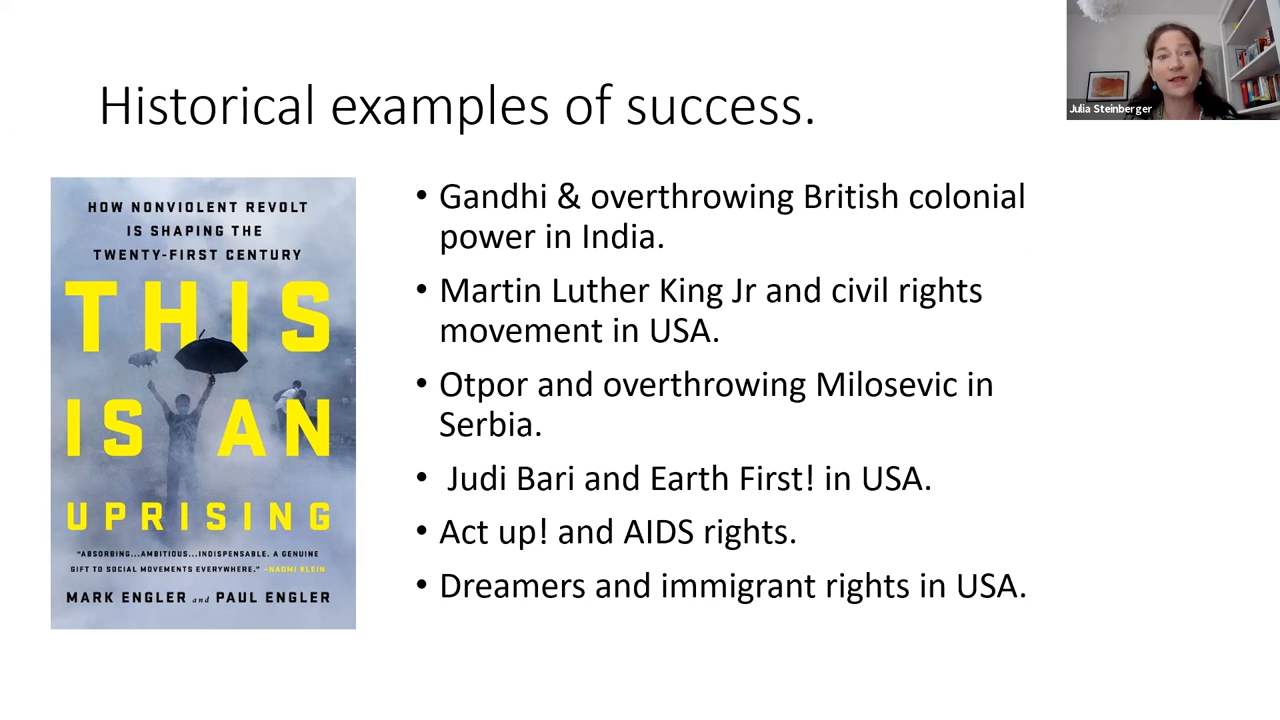 Historical examples of success.
Julia Steinberger
HOW NONVIOLENT REVOLT
IS SHAPING THE
TWENTY-FIRST CENTURY
THIS
IS AN
UPRISING
"ABSORBING...AMBITIOUS...INDISPENSABLE. A GENUINE
GIFT TO SOCIAL MOVEMENTS EVERYWHERE." –NAOMI KLEIN
MARK ENGLER and PAUL ENGLER
• Gandhi & overthrowing British colonial
power in India.
• Martin Luther King Jr and civil rights
movement in USA.
• Otpor and overthrowing Milosevic in
Serbia.
• Judi Bari and Earth First! in USA.
• Act up! and AIDS rights.
• Dreamers and immigrant rights in USA.